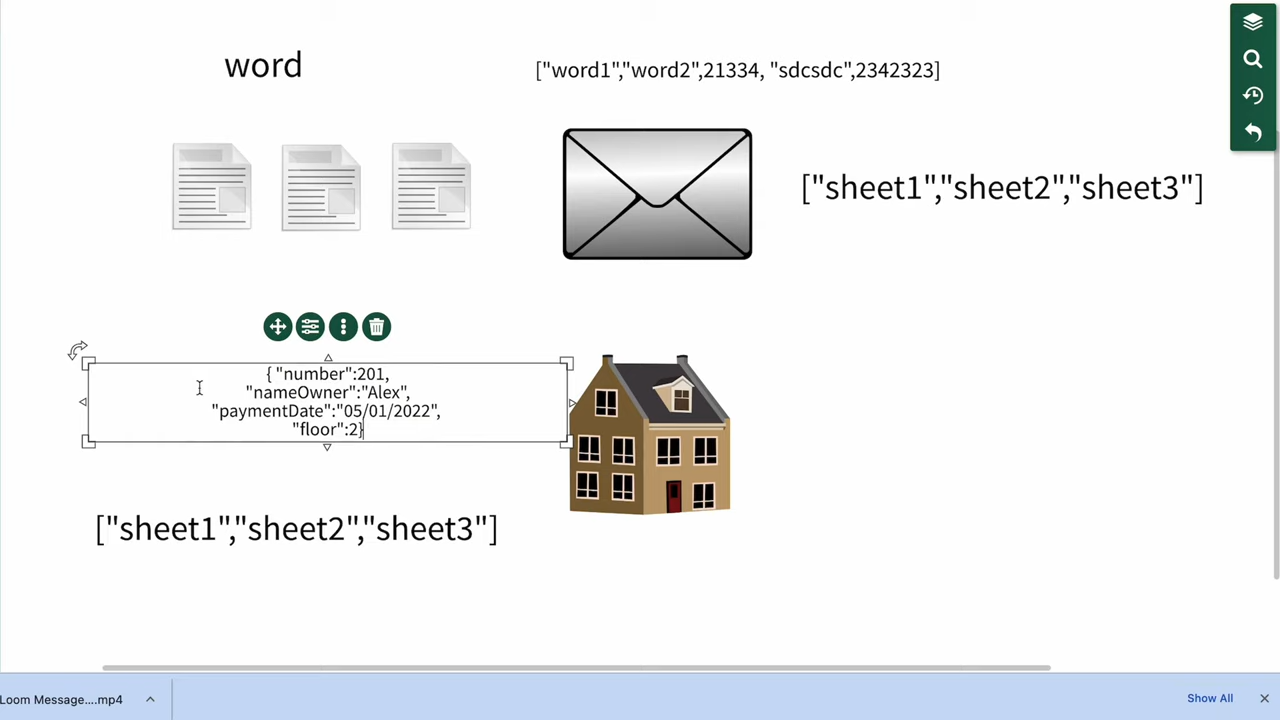 word
["word1","word2",21334, "sdcsdc",2342323]
["sheet1","sheet2","sheet3"]
{ "number":201,
"nameOwner":"Alex",
"paymentDate":"05/01/2022",
"floor":2}
["sheet1","sheet2","sheet3"]
Loom Message....mp4
Show All